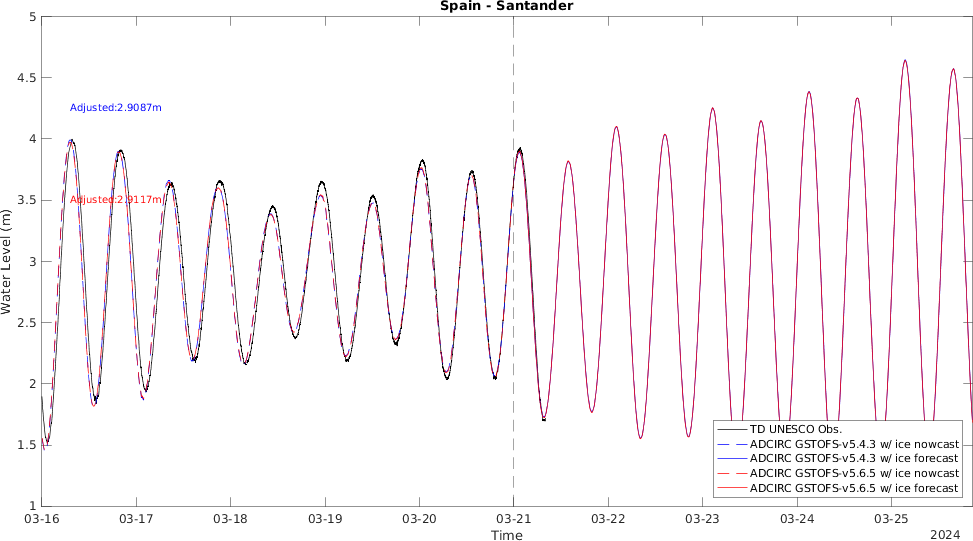 Spain - Santander
5
4.5
4
3.5
3
2.5
2
1.5
1
Water Level (m)
Adjusted:2.9087m
Adjusted:2.9117m
TD UNESCO Obs.
ADCIRC GSTOFS-v5.4.3 w/ ice nowcast
ADCIRC GSTOFS-v5.4.3 w/ ice forecast
ADCIRC GSTOFS-v5.6.5 w/ ice nowcast
ADCIRC GSTOFS-v5.6.5 w/ ice forecast
03-16 03-17 03-18 03-19 03-20 03-21 03-22 03-23 03-24 03-25
Time
2024